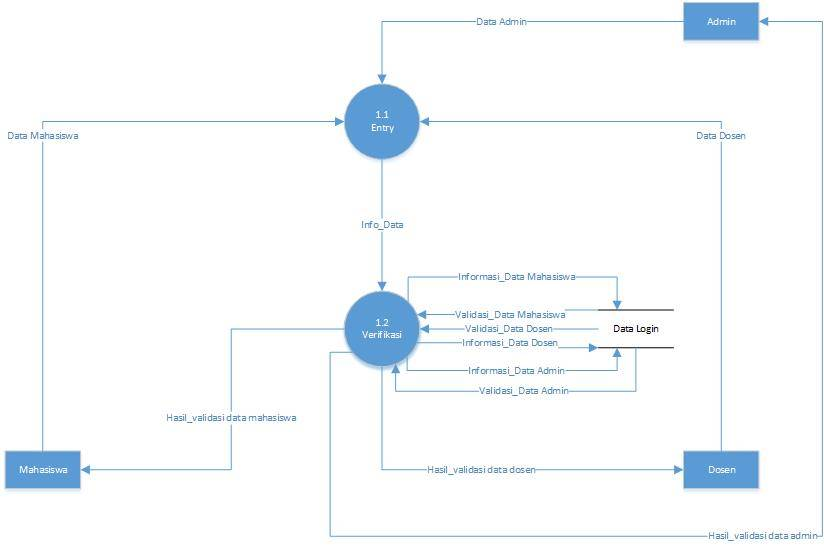 Data Admin
Admin
1.1
Entry
Data Mahasiswa
Data Dosen
Info_Data
Informasi_Data Mahasiswa
Validasi_Data Mahasiswa
1.2
Verifikasi
Validasi_Data Dosen
Data Login
Informasi_Data Dosen
Informasi_Data Admin
Validasi_Data Admin
Hasil_validasi data mahasiswa
Mahasiswa
Hasil_validasi data dosen
Dosen
Hasil_validasi data admin